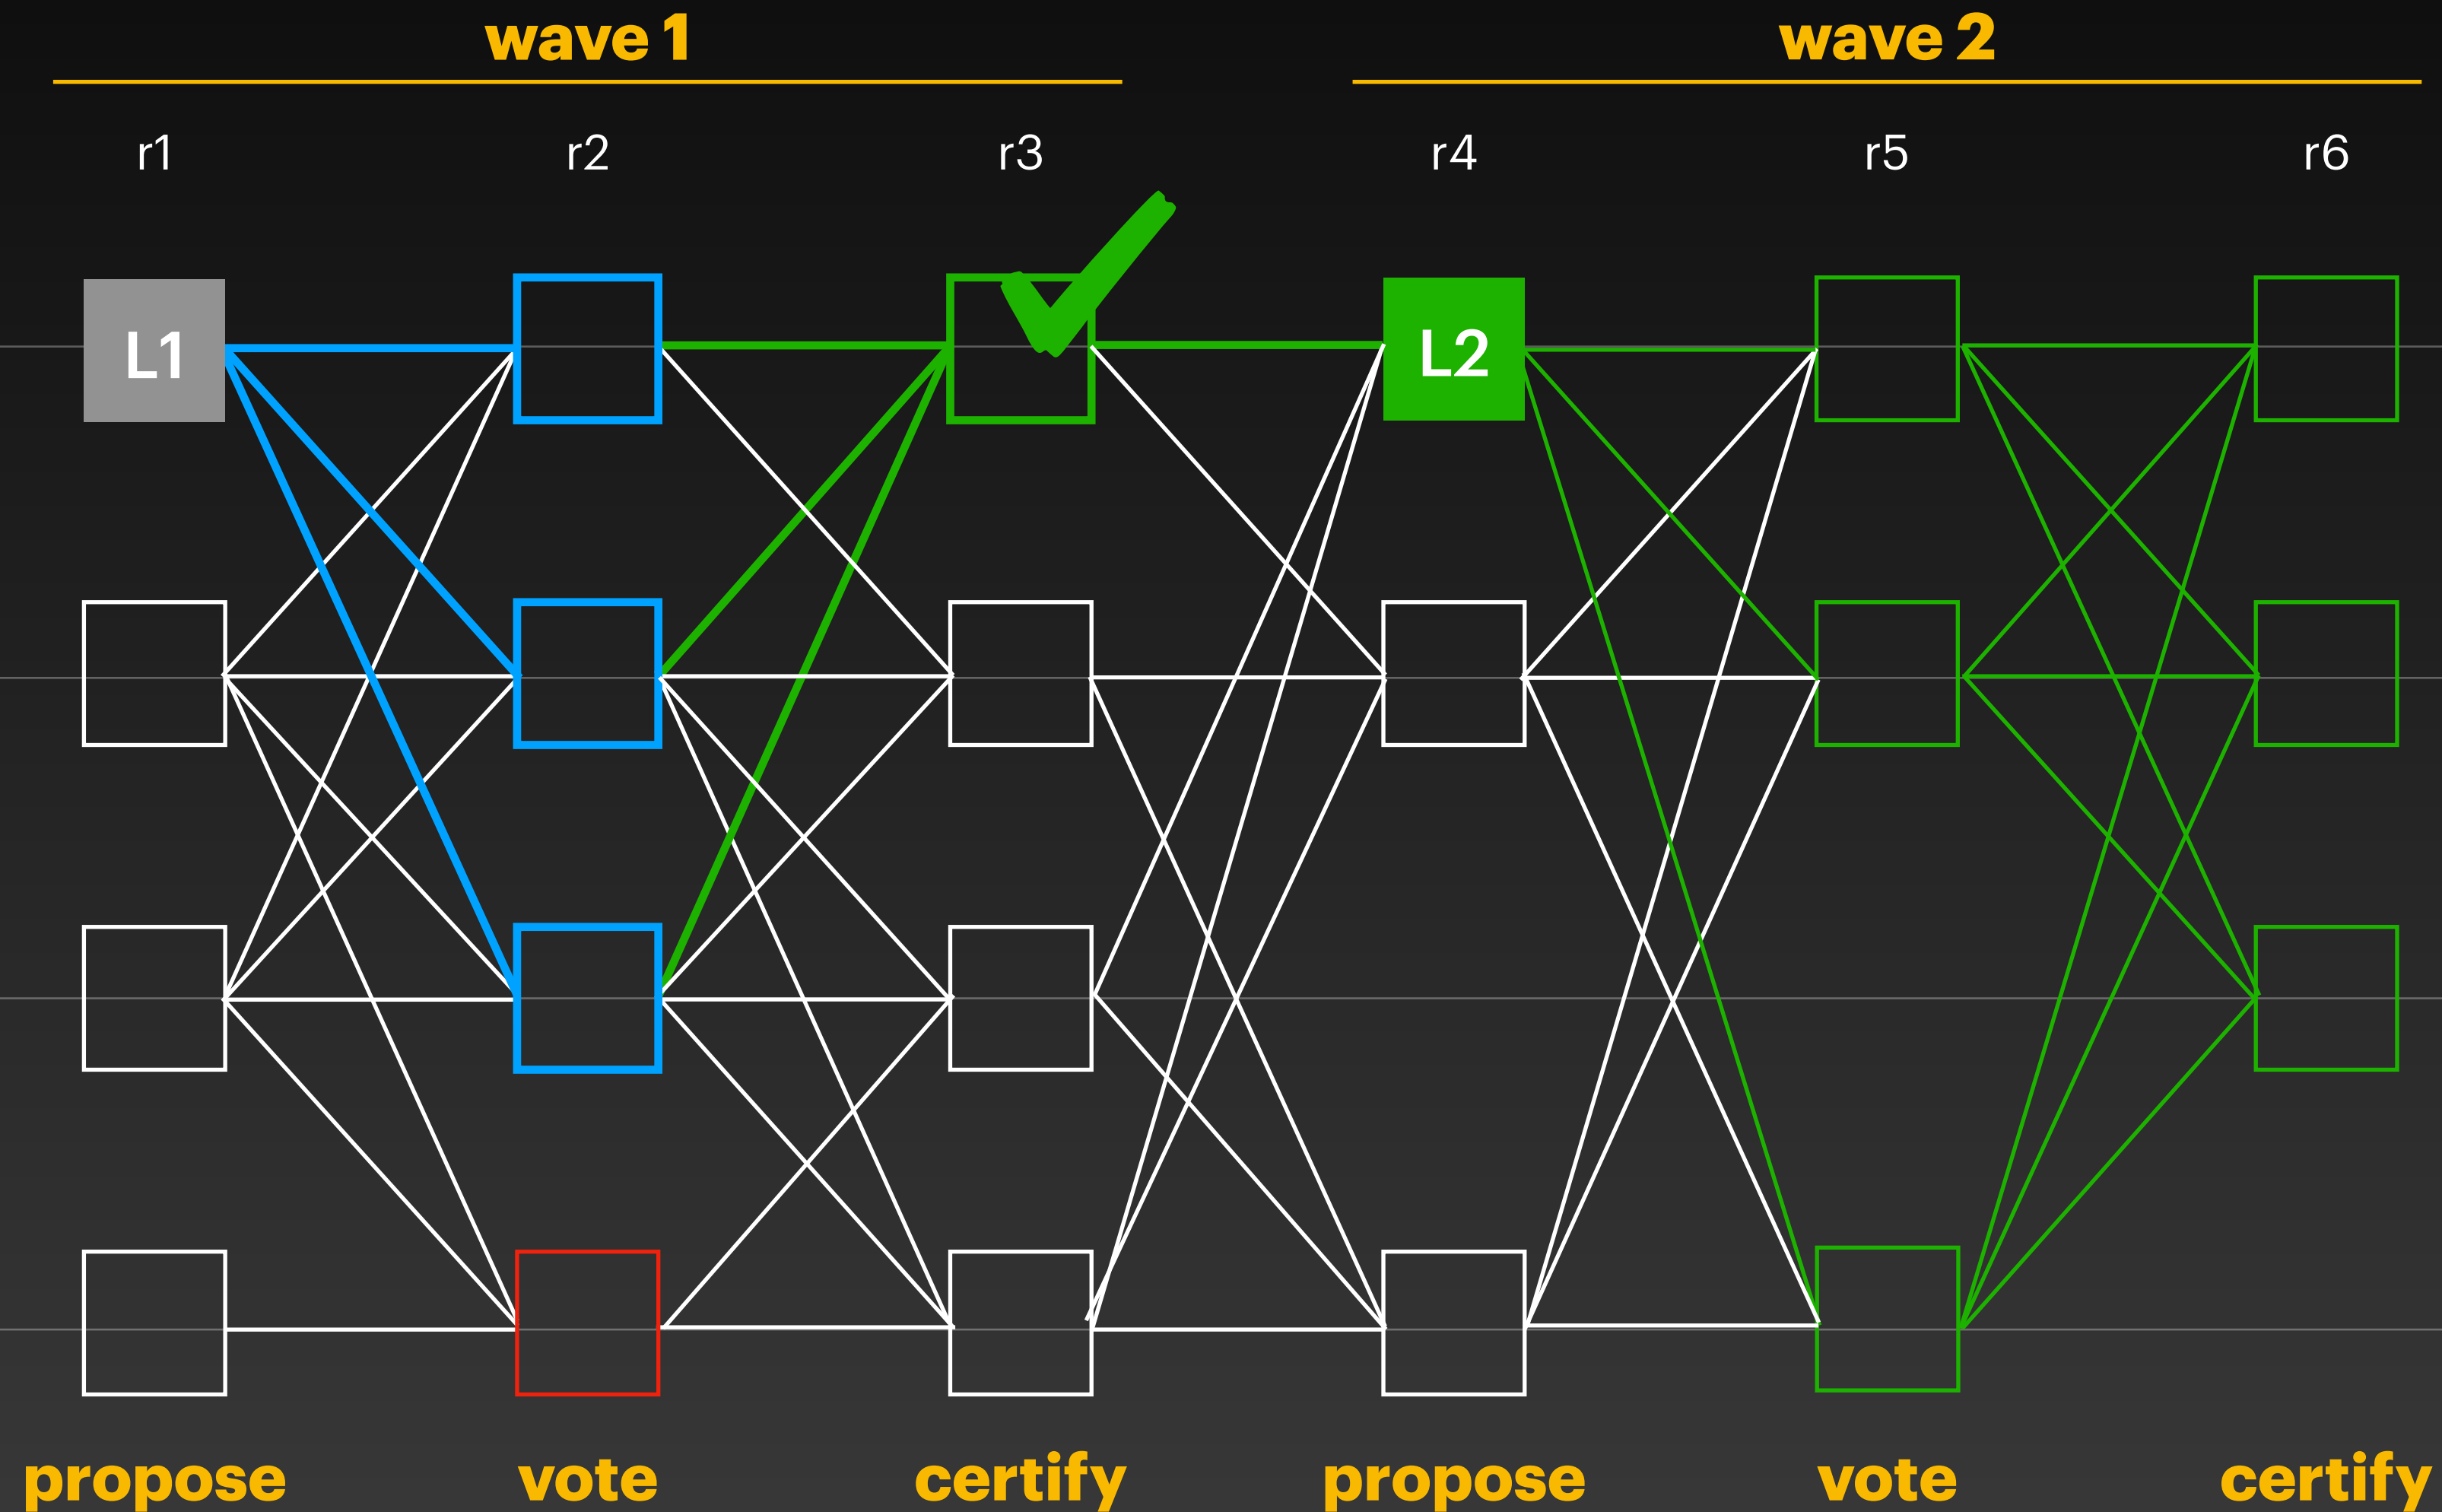 wave 1
wave 2
r1
r2
r3
r4
r5
r6
L1
L2
propose
vote
certify
propose
vote
certify